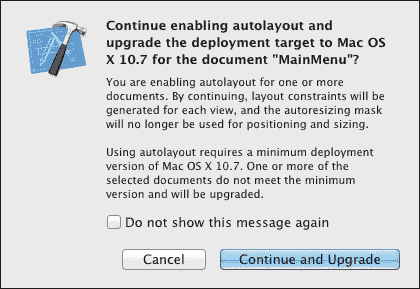 Continue enabling autolayout and
upgrade the deployment target to Mac OS
X 10.7 for the document "MainMenu"?
You are enabling autolayout for one or more
documents. By continuing, layout constraints will be
generated for each view, and the autoresizing mask
will no longer be used for positioning and sizing.
Using autolayout requires a minimum deployment
version of Mac OS X 10.7. One or more of the
selected documents do not meet the minimum
version and will be upgraded.
Do not show this message again
Cancel
Continue and Upgrade